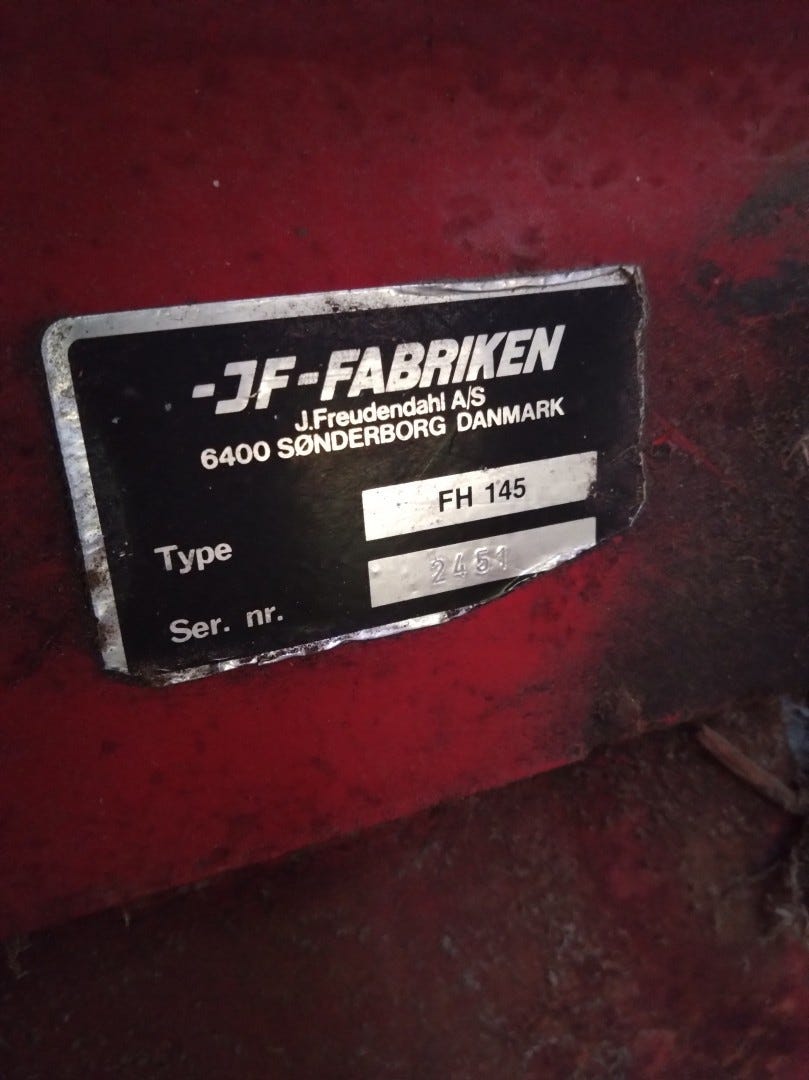 -JF-FABRIKEN
J.Freudendahl A/S
6400 SØNDERBORG DANMARK
Type FH 145
Ser. nr. 2451